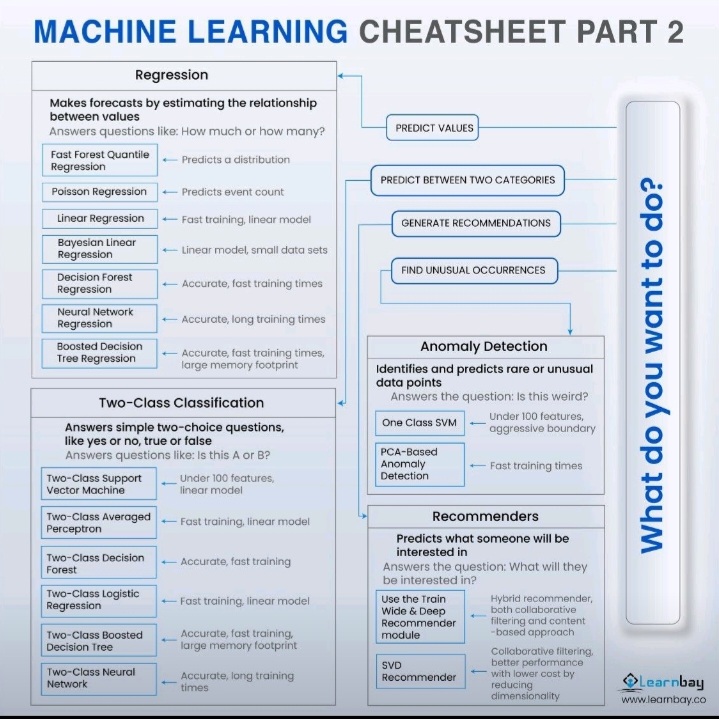 MACHINE LEARNING CHEATSHEET PART 2
Regression
Makes forecasts by estimating the relationship
between values
Answers questions like: How much or how many?
Fast Forest Quantile
Regression
Predicts a distribution
Poisson Regression
Predicts event count
Linear Regression
Fast training, linear model
Bayesian Linear
Regression
Linear model, small data sets
Decision Forest
Regression
Accurate, fast training times
Neural Network
Regression
Accurate, long training times
Boosted Decision
Tree Regression
Accurate, fast training times,
large memory footprint
Two-Class Classification
Answers simple two-choice questions,
like yes or no, true or false
Answers questions like: Is this A or B?
Two-Class Support
Vector Machine
Under 100 features,
linear model
Two-Class Averaged
Perceptron
Fast training, linear model
Two-Class Decision
Forest
Accurate, fast training
Two-Class Logistic
Regression
Fast training, linear model
Two-Class Boosted
Decision Tree
Accurate, fast training,
large memory footprint
Two-Class Neural
Network
Accurate, long training
times
PREDICT VALUES
PREDICT BETWEEN TWO CATEGORIES
GENERATE RECOMMENDATIONS
FIND UNUSUAL OCCURRENCES
Anomaly Detection
Identifies and predicts rare or unusual
data points
Answers the question: Is this weird?
One Class SVM
Under 100 features,
aggressive boundary
PCA-Based
Anomaly
Detection
Fast training times
Recommenders
Predicts what someone will be
interested in
Answers the question: What will they
be interested in?
Use the Train
Wide & Deep
Recommender
module
Hybrid recommender,
both collaborative
filtering and content
-based approach
SVD
Recommender
Collaborative filtering,
better performance
with lower cost by
reducing
dimensionality
What do you want to do?
Learnbay
www.learnbay.co